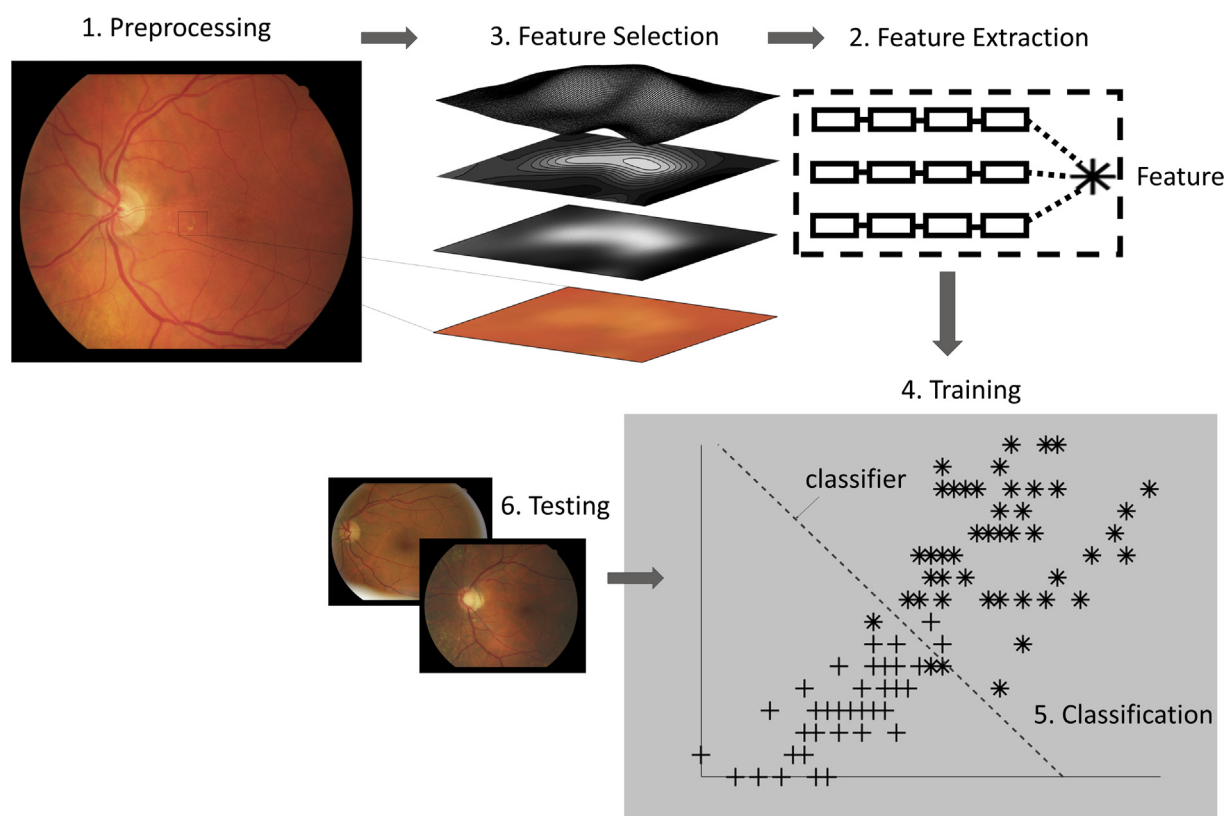 1. Preprocessing
3. Feature Selection
2. Feature Extraction
Feature
4. Training
classifier
6. Testing
5. Classification